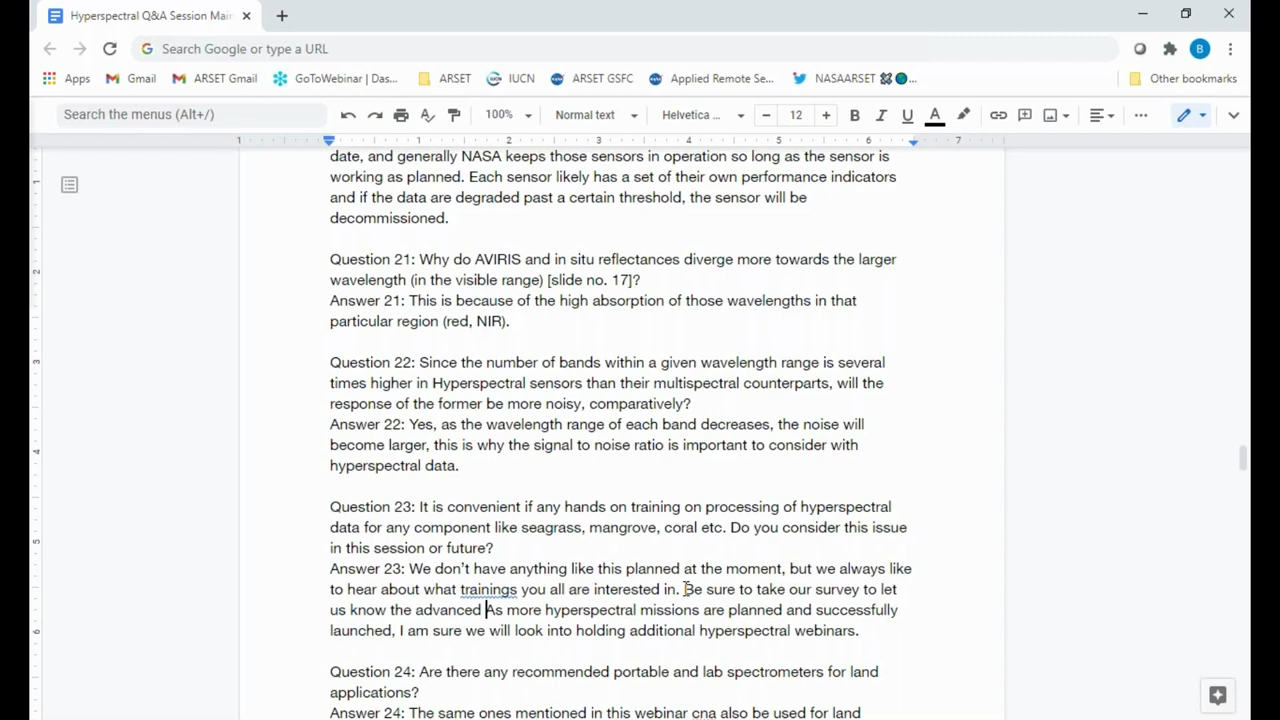 Hyperspectral Q&A Session Main
Search Google or type a URL
B
Apps Gmail ARSET Gmail GoToWebinar | Das... ARSET IUCN ARSET GSFC Applied Remote Se... NASAARSET 🛰️🌎... Other bookmarks
Search the menus (Alt+/) 100% Normal text Helvetica ... 12 B I U A
1 1 2 3 4 5 6 7
date, and generally NASA keeps those sensors in operation so long as the sensor is
working as planned. Each sensor likely has a set of their own performance indicators
and if the data are degraded past a certain threshold, the sensor will be
decommissioned.
Question 21: Why do AVIRIS and in situ reflectances diverge more towards the larger
wavelength (in the visible range) [slide no. 17]?
Answer 21: This is because of the high absorption of those wavelengths in that
particular region (red, NIR).
Question 22: Since the number of bands within a given wavelength range is several
times higher in Hyperspectral sensors than their multispectral counterparts, will the
response of the former be more noisy, comparatively?
Answer 22: Yes, as the wavelength range of each band decreases, the noise will
become larger, this is why the signal to noise ratio is important to consider with
hyperspectral data.
Question 23: It is convenient if any hands on training on processing of hyperspectral
data for any component like seagrass, mangrove, coral etc. Do you consider this issue
in this session or future?
Answer 23: We don't have anything like this planned at the moment, but we always like
to hear about what trainings you all are interested in. Be sure to take our survey to let
us know the advanced As more hyperspectral missions are planned and successfully
launched, I am sure we will look into holding additional hyperspectral webinars.
Question 24: Are there any recommended portable and lab spectrometers for land
applications?
Answer 24: The same ones mentioned in this webinar cna also be used for land
1
2
3
4
5
6